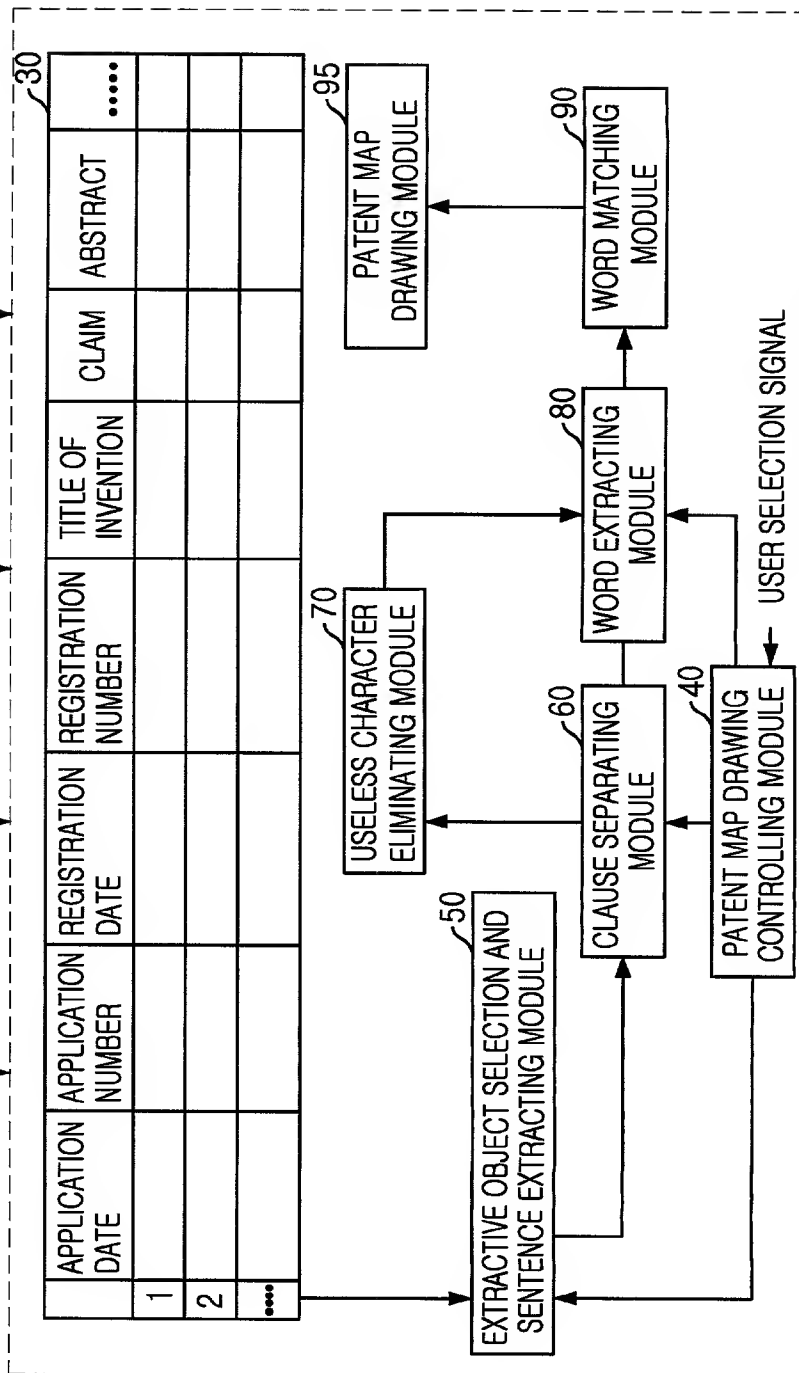 30
APPLICATION
DATE
APPLICATION
NUMBER
REGISTRATION
DATE
REGISTRATION
NUMBER
TITLE OF
INVENTION
CLAIM
ABSTRACT
.....
1
2
....
50
EXTRACTIVE OBJECT SELECTION AND
SENTENCE EXTRACTING MODULE
70
USELESS CHARACTER
ELIMINATING MODULE
95
PATENT MAP
DRAWING MODULE
60
CLAUSE SEPARATING
MODULE
80
WORD EXTRACTING
MODULE
90
WORD MATCHING
MODULE
40
PATENT MAP DRAWING
CONTROLLING MODULE
USER SELECTION SIGNAL